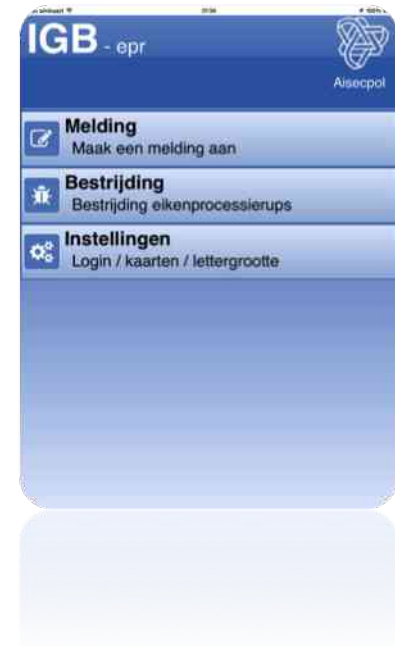 IGB - epr
Aisecpol
Melding
Maak een melding aan
Bestrijding
Bestrijding eikenprocessierups
Instellingen
Login / kaarten / lettergrootte